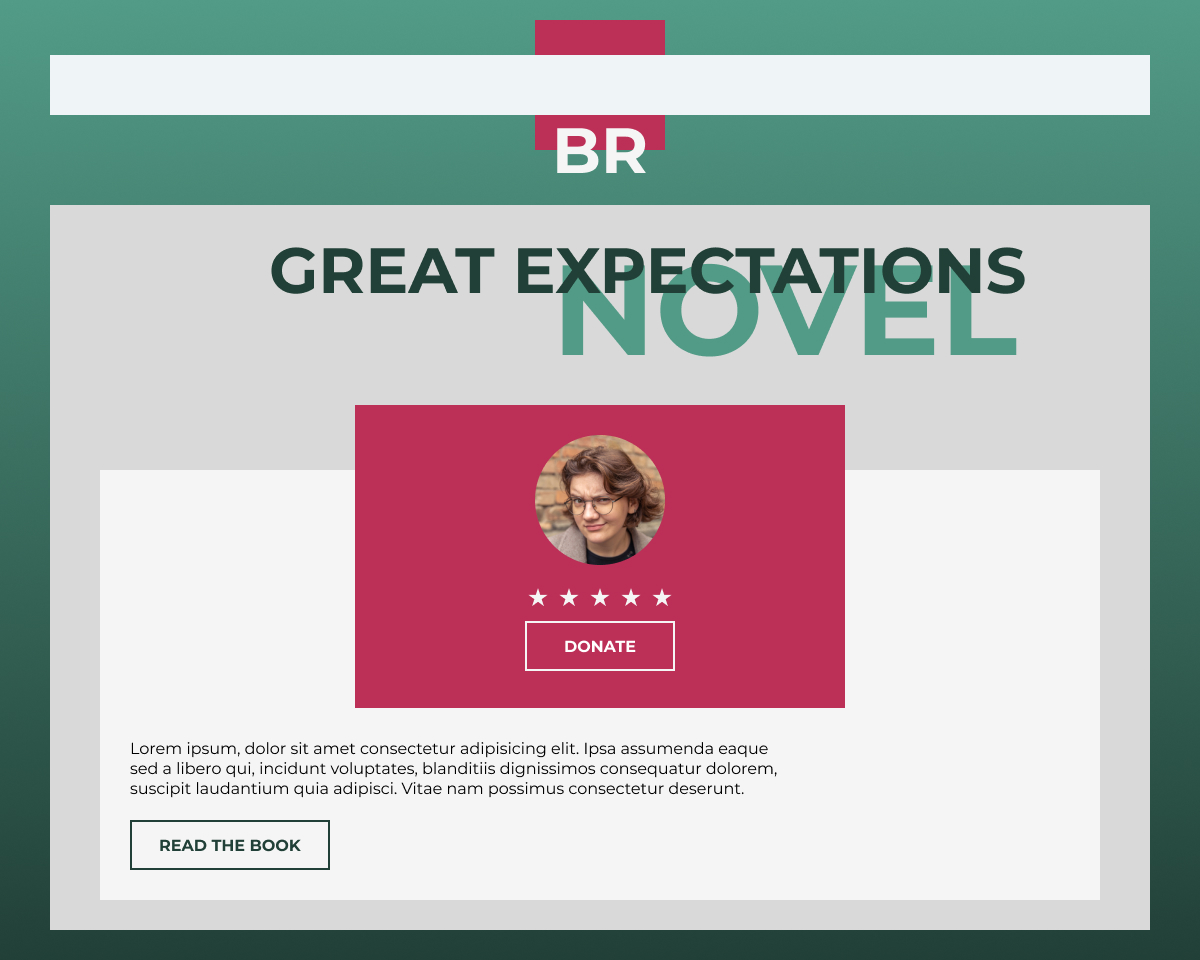 BR
GREAT EXPECTATIONS
NOVEL
★ ★ ★ ★ ★
DONATE
Lorem ipsum, dolor sit amet consectetur adipisicing elit. Ipsa assumenda eaque
sed a libero qui, incidunt voluptates, blanditiis dignissimos consequatur dolorem,
suscipit laudantium quia adipisci. Vitae nam possimus consectetur deserunt.
READ THE BOOK